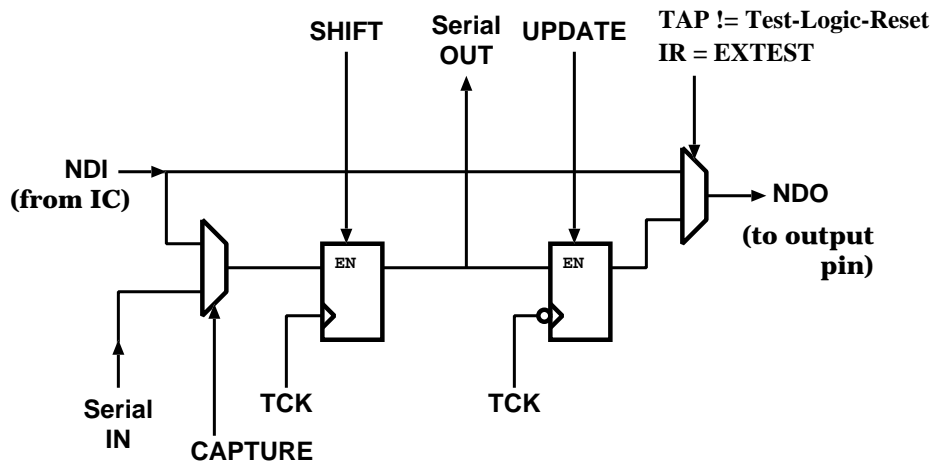 TAP != Test-Logic-Reset
IR = EXTEST
SHIFT
Serial
OUT
UPDATE
NDI
(from IC)
NDO
(to output
pin)
EN
EN
TCK
TCK
Serial
IN
CAPTURE